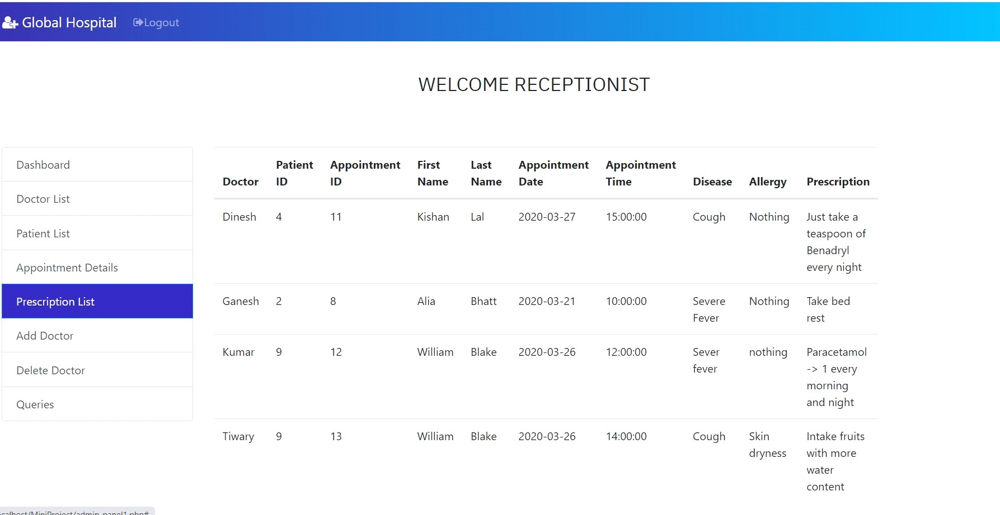 Global Hospital Logout
WELCOME RECEPTIONIST
Dashboard
Doctor List
Patient List
Appointment Details
Prescription List
Add Doctor
Delete Doctor
Queries
Doctor Patient ID Appointment ID First Name Last Name Appointment Date Appointment Time Disease Allergy Prescription
Dinesh 4 11 Kishan Lal 2020-03-27 15:00:00 Cough Nothing Just take a
teaspoon of
Benadryl
every night
Ganesh 2 8 Alia Bhatt 2020-03-21 10:00:00 Severe Fever Nothing Take bed
rest
Kumar 9 12 William Blake 2020-03-26 12:00:00 Sever fever nothing Paracetamol
-> 1 every
morning
and night
Tiwary 9 13 William Blake 2020-03-26 14:00:00 Cough Skin dryness Intake fruits
with more
water
content
calhost/MiniProject/admin-panel1.php#